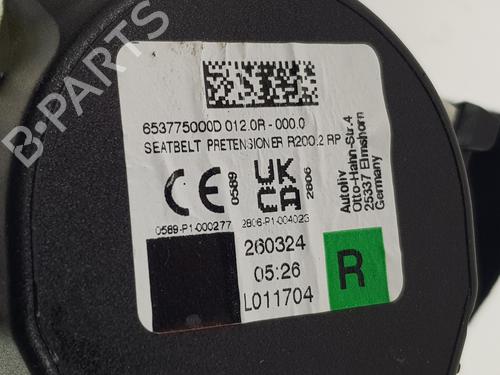 653775000D 012.0R - 000.0
SEATBELT PRETENSIONER R200.2 RP
CE 0589
UK CA 2806
0589-P1-000277
2806-P1-004023
Autoliv
Otto-Hahn-Str.4
25337 Elmshorn
Germany
260324
05:26
L011704
R
B-PARTS